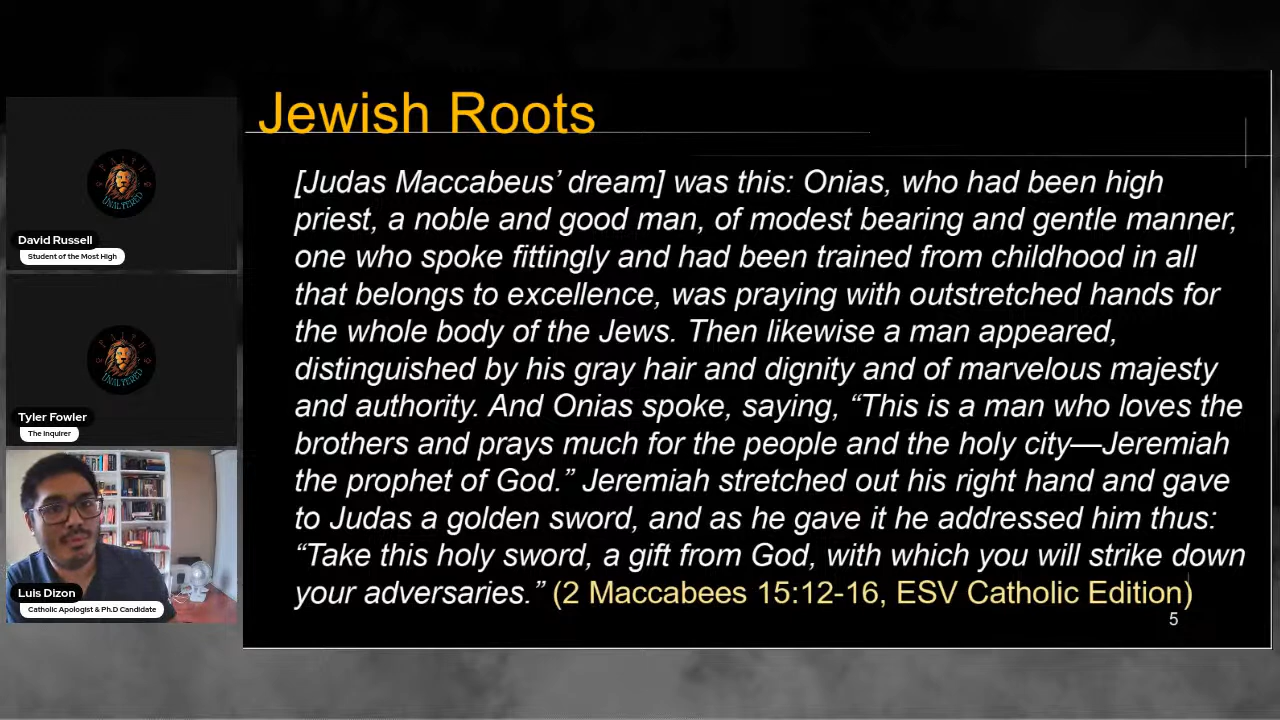 Jewish Roots
[Judas Maccabeus’ dream] was this: Onias, who had been high
priest, a noble and good man, of modest bearing and gentle manner,
one who spoke fittingly and had been trained from childhood in all
that belongs to excellence, was praying with outstretched hands for
the whole body of the Jews. Then likewise a man appeared,
distinguished by his gray hair and dignity and of marvelous majesty
and authority. And Onias spoke, saying, “This is a man who loves the
brothers and prays much for the people and the holy city—Jeremiah
the prophet of God.” Jeremiah stretched out his right hand and gave
to Judas a golden sword, and as he gave it he addressed him thus:
“Take this holy sword, a gift from God, with which you will strike down
your adversaries.” (2 Maccabees 15:12-16, ESV Catholic Edition)
5
FAITH
UNALTERED
David Russell
Student of the Most High
FAITH
UNALTERED
Tyler Fowler
The Inquirer
Luis Dizon
Catholic Apologist & Ph.D Candidate